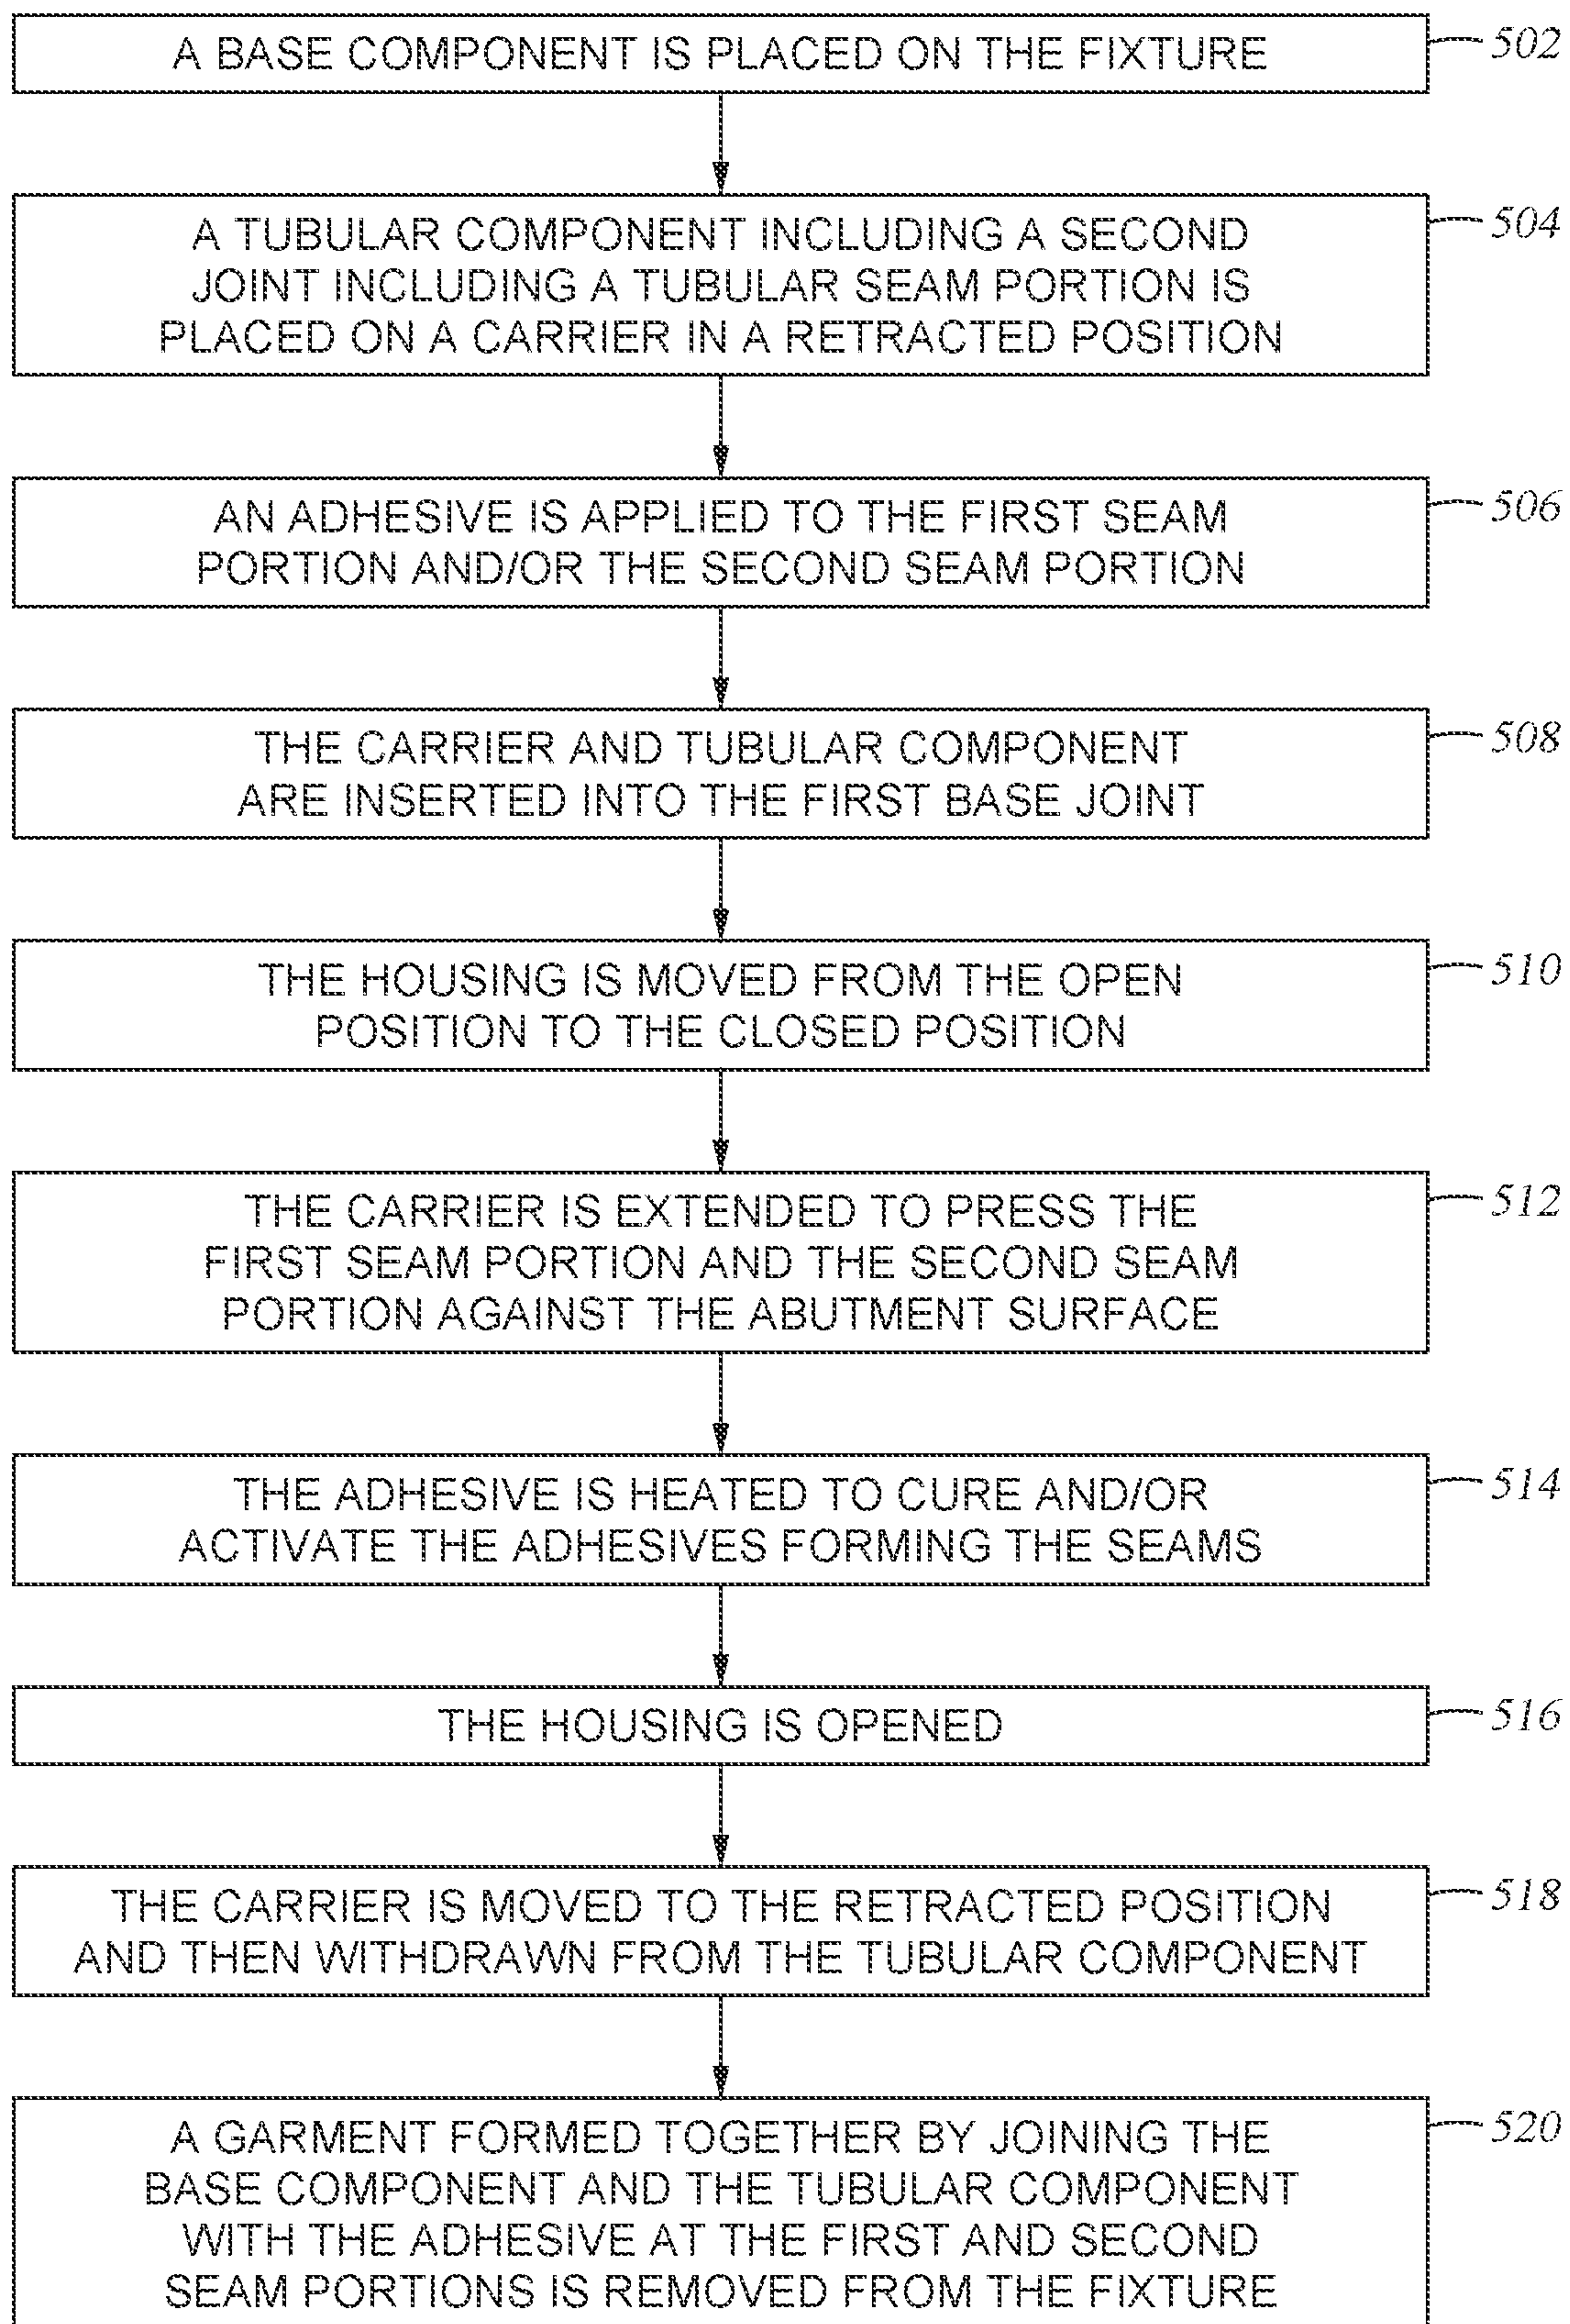 A BASE COMPONENT IS PLACED ON THE FIXTURE
502
A TUBULAR COMPONENT INCLUDING A SECOND
JOINT INCLUDING A TUBULAR SEAM PORTION IS
PLACED ON A CARRIER IN A RETRACTED POSITION
504
AN ADHESIVE IS APPLIED TO THE FIRST SEAM
PORTION AND/OR THE SECOND SEAM PORTION
506
THE CARRIER AND TUBULAR COMPONENT
ARE INSERTED INTO THE FIRST BASE JOINT
508
THE HOUSING IS MOVED FROM THE OPEN
POSITION TO THE CLOSED POSITION
510
THE CARRIER IS EXTENDED TO PRESS THE
FIRST SEAM PORTION AND THE SECOND SEAM
PORTION AGAINST THE ABUTMENT SURFACE
512
THE ADHESIVE IS HEATED TO CURE AND/OR
ACTIVATE THE ADHESIVES FORMING THE SEAMS
514
THE HOUSING IS OPENED
516
THE CARRIER IS MOVED TO THE RETRACTED POSITION
AND THEN WITHDRAWN FROM THE TUBULAR COMPONENT
518
A GARMENT FORMED TOGETHER BY JOINING THE
BASE COMPONENT AND THE TUBULAR COMPONENT
WITH THE ADHESIVE AT THE FIRST AND SECOND
SEAM PORTIONS IS REMOVED FROM THE FIXTURE
520